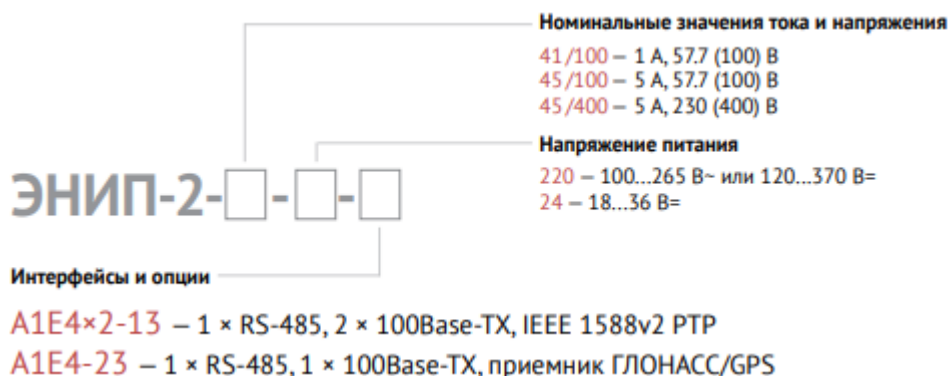 Номинальные значения тока и напряжения
41/100 – 1 А, 57.7 (100) В
45/100 – 5 А, 57.7 (100) В
45/400 – 5 А, 230 (400) В
Напряжение питания
220 – 100...265 В~ или 120...370 В=
24 – 18...36 В=
ЭНИП-2-□-□-□
Интерфейсы и опции
A1E4×2-13 – 1 × RS-485, 2 × 100Base-TX, IEEE 1588v2 PTP
A1E4-23 – 1 × RS-485, 1 × 100Base-TX, приемник ГЛОНАСС/GPS